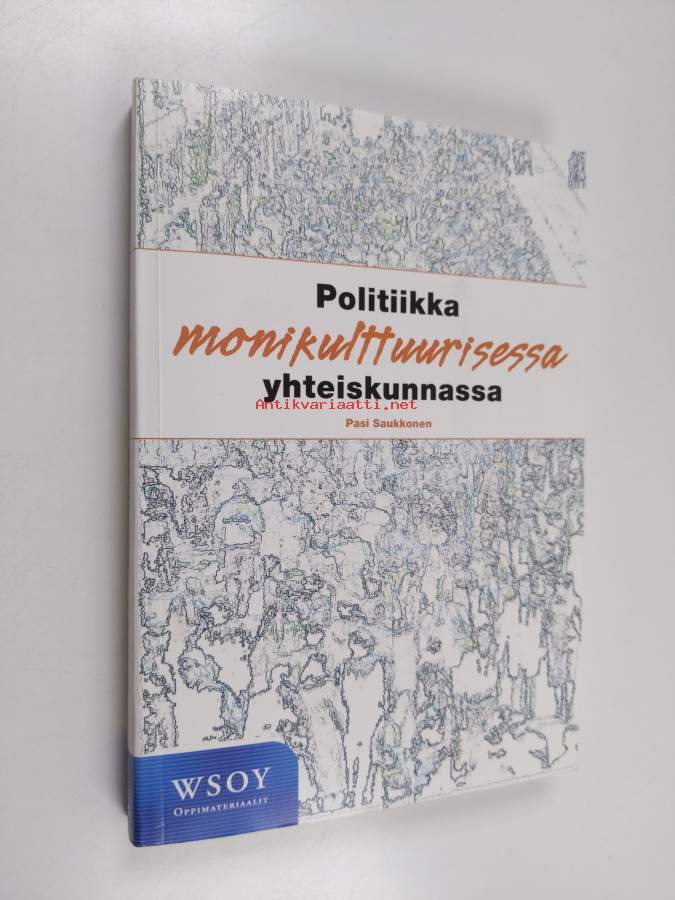 Politiikka
monikulttuurisessa
yhteiskunnassa
Antikvariaatti.net
Pasi Saukkonen
WSOY
OPPIMATERIAALIT